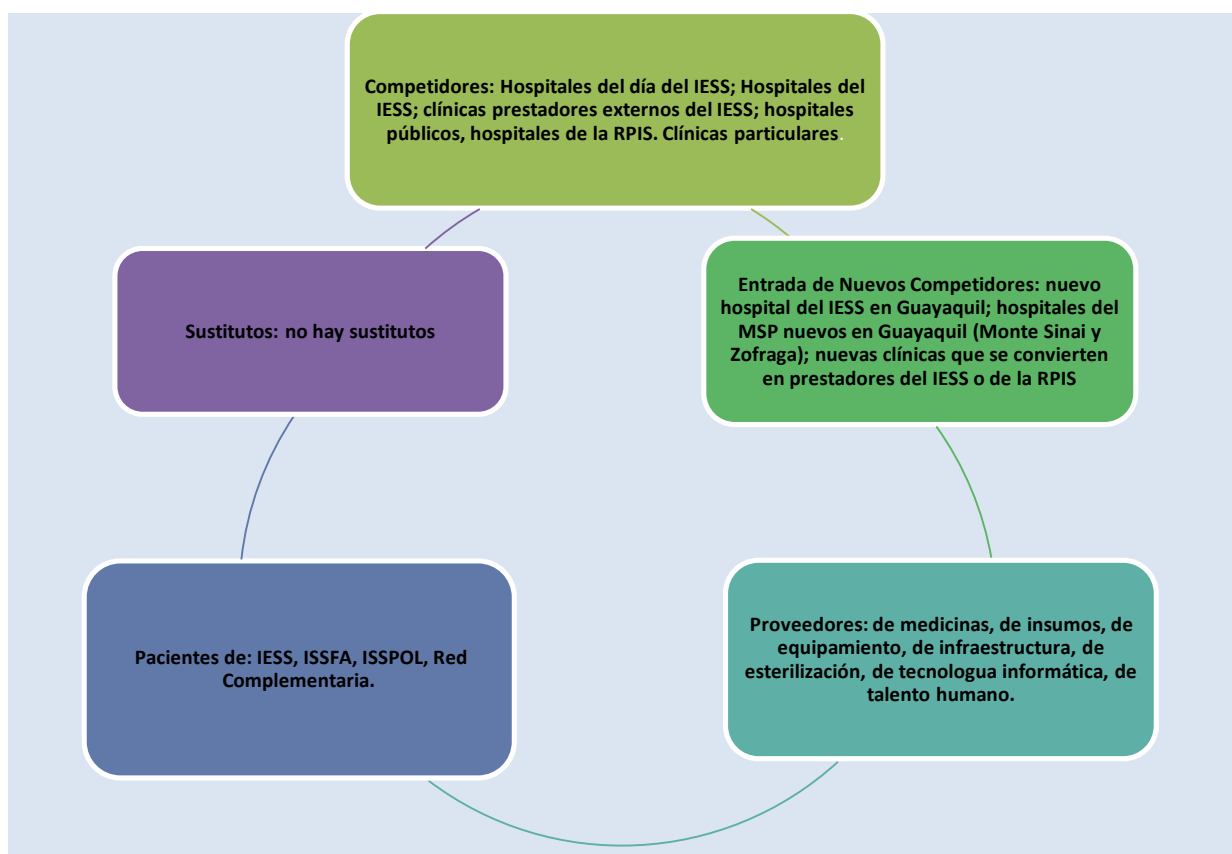 Competidores: Hospitales del día del IESS; Hospitales del
IESS; clínicas prestadores externos del IESS; hospitales
públicos, hospitales de la RPIS. Clínicas particulares.
Sustitutos: no hay sustitutos
Entrada de Nuevos Competidores: nuevo
hospital del IESS en Guayaquil; hospitales del
MSP nuevos en Guayaquil (Monte Sinai y
Zofraga); nuevas clínicas que se convierten
en prestadores del IESS o de la RPIS
Pacientes de: IESS, ISSFA, ISSPOL, Red
Complementaria.
Proveedores: de medicinas, de insumos, de
equipamiento, de infraestructura, de
esterilización, de tecnologua informática, de
talento humano.